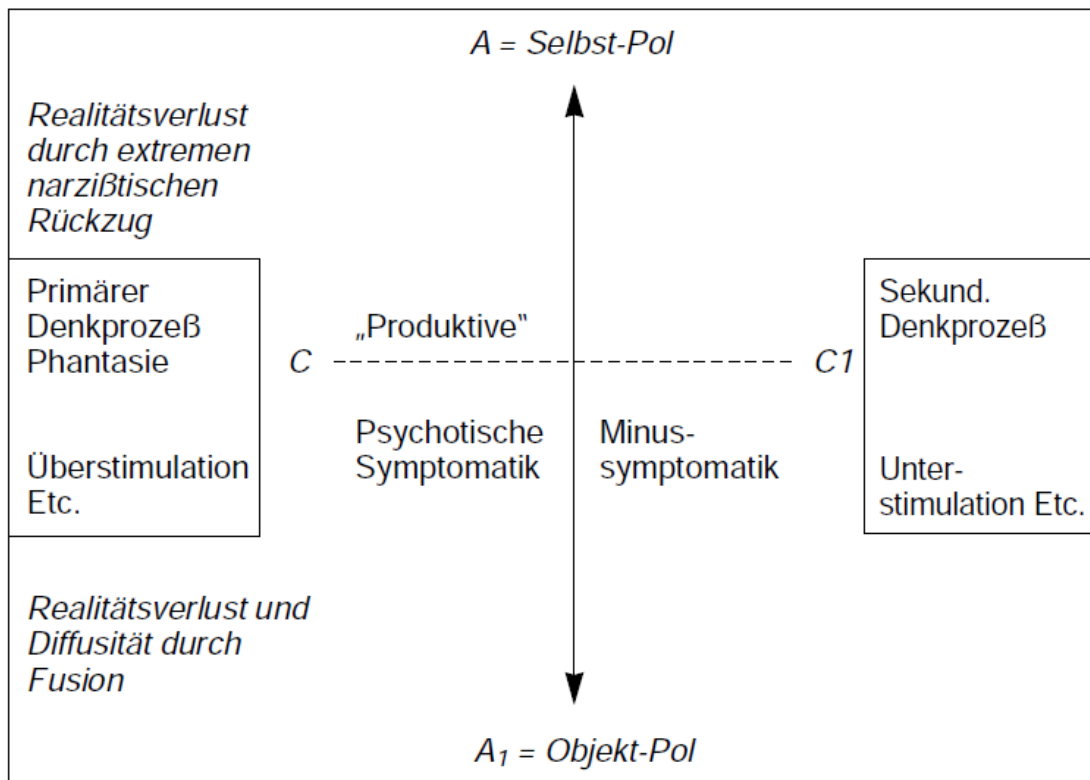 A = Selbst-Pol
Realitätsverlust
durch extremen
narzißtischen
Rückzug
Primärer
Denkprozeß
Phantasie
Überstimulation
Etc.
C
„Produktive“
Psychotische
Symptomatik
Minus-
symptomatik
C1
Sekund.
Denkprozeß
Unter-
stimulation Etc.
Realitätsverlust und
Diffusität durch
Fusion
A₁ = Objekt-Pol